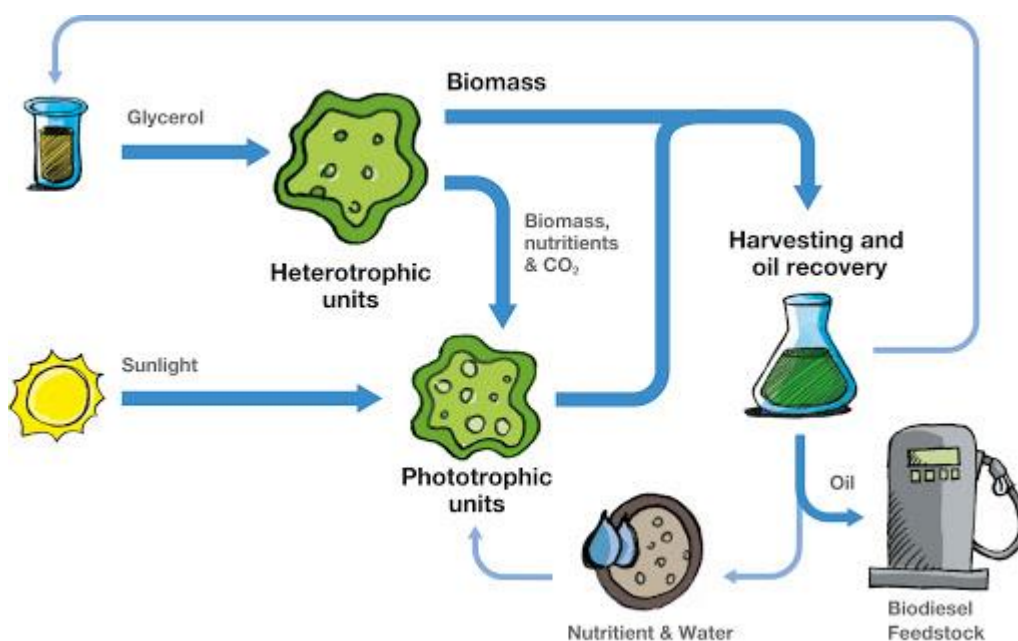 Biomass
Glycerol
Biomass,
nutritients
& CO₂
Harvesting and
oil recovery
Heterotrophic
units
Sunlight
Phototrophic
units
Oil
Nutritient & Water
Biodiesel
Feedstock